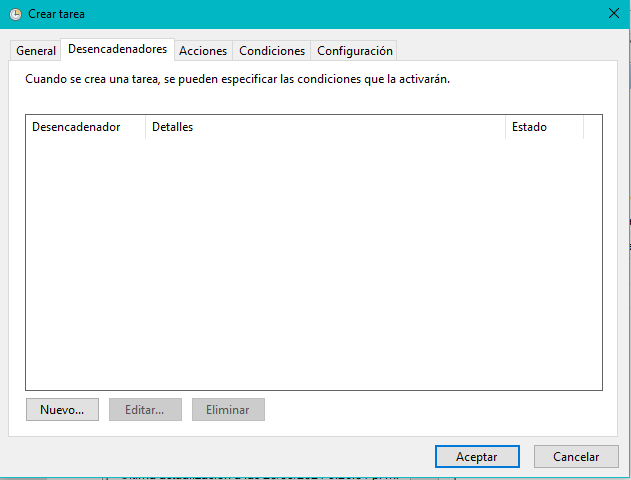 Crear tarea
General Desencadenadores Acciones Condiciones Configuración
Cuando se crea una tarea, se pueden especificar las condiciones que la activarán.
Desencadenador Detalles Estado
Nuevo... Editar... Eliminar
Aceptar Cancelar